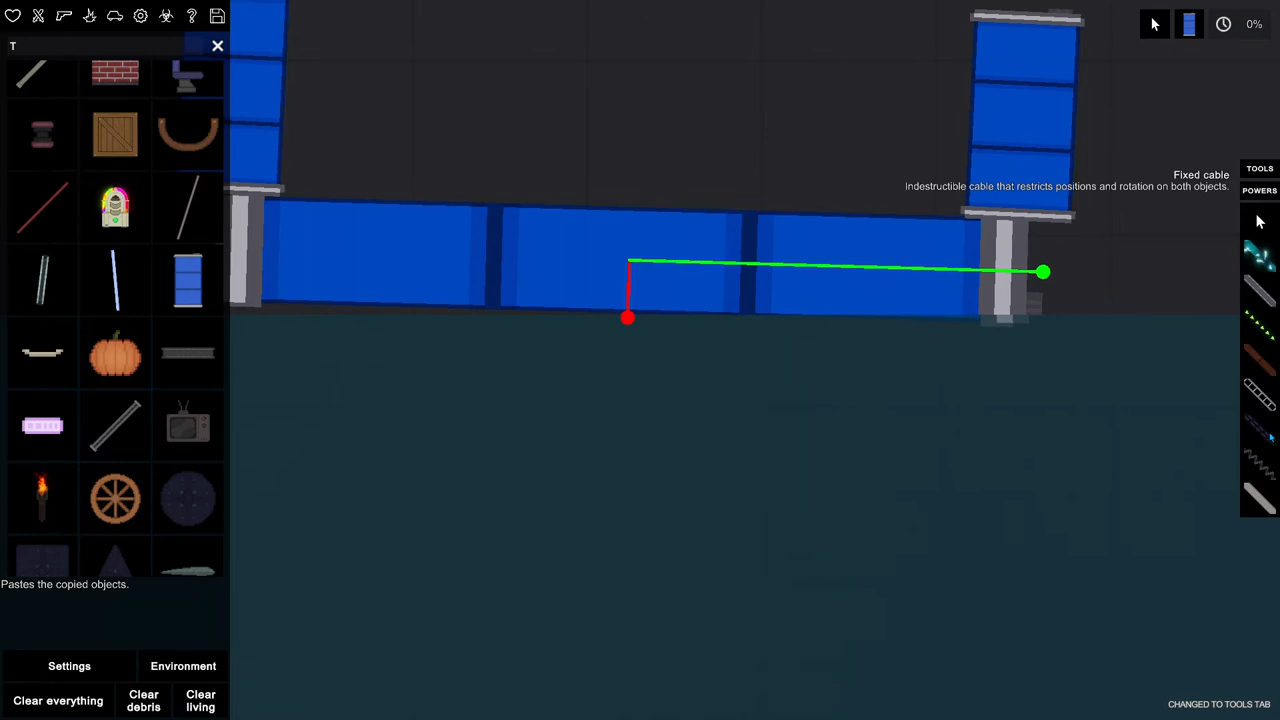 T
0%
TOOLS
Fixed cable
Indestructible cable that restricts positions and rotation on both objects.
POWERS
Pastes the copied objects.
Settings
Environment
Clear everything
Clear debris
Clear living
CHANGED TO TOOLS TAB